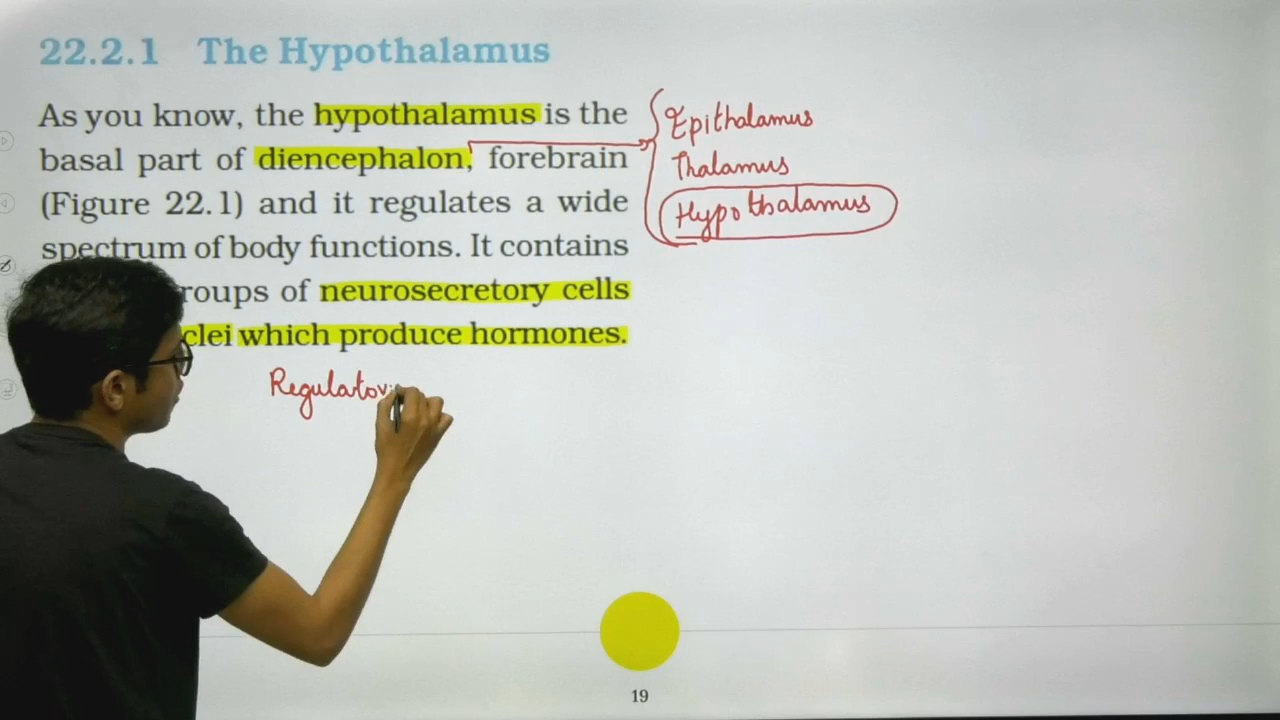 22.2.1 The Hypothalamus
As you know, the hypothalamus is the
basal part of diencephalon, forebrain
(Figure 22.1) and it regulates a wide
spectrum of body functions. It contains
roups of neurosecretory cells
clei which produce hormones.
Epithalamus
Thalamus
Hypothalamus
Regulator
19